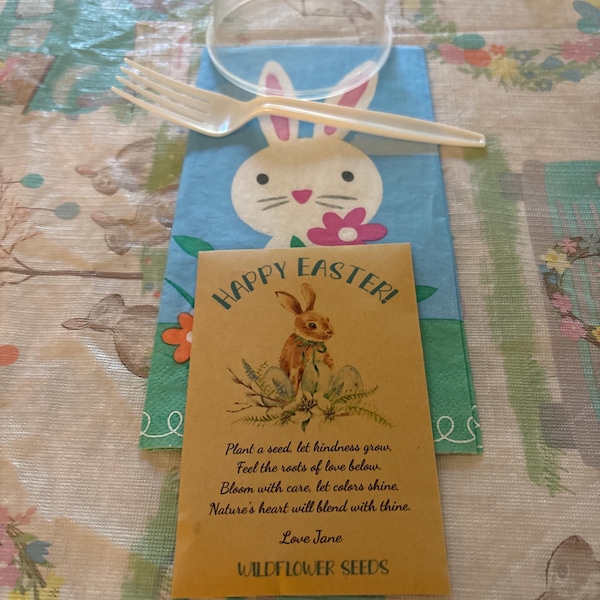 HAPPY EASTER!
Plant a seed, let kindness grow,
Feel the roots of love below.
Bloom with care, let colors shine,
Nature's heart will blend with thine.
Love Jane
WILDFLOWER SEEDS